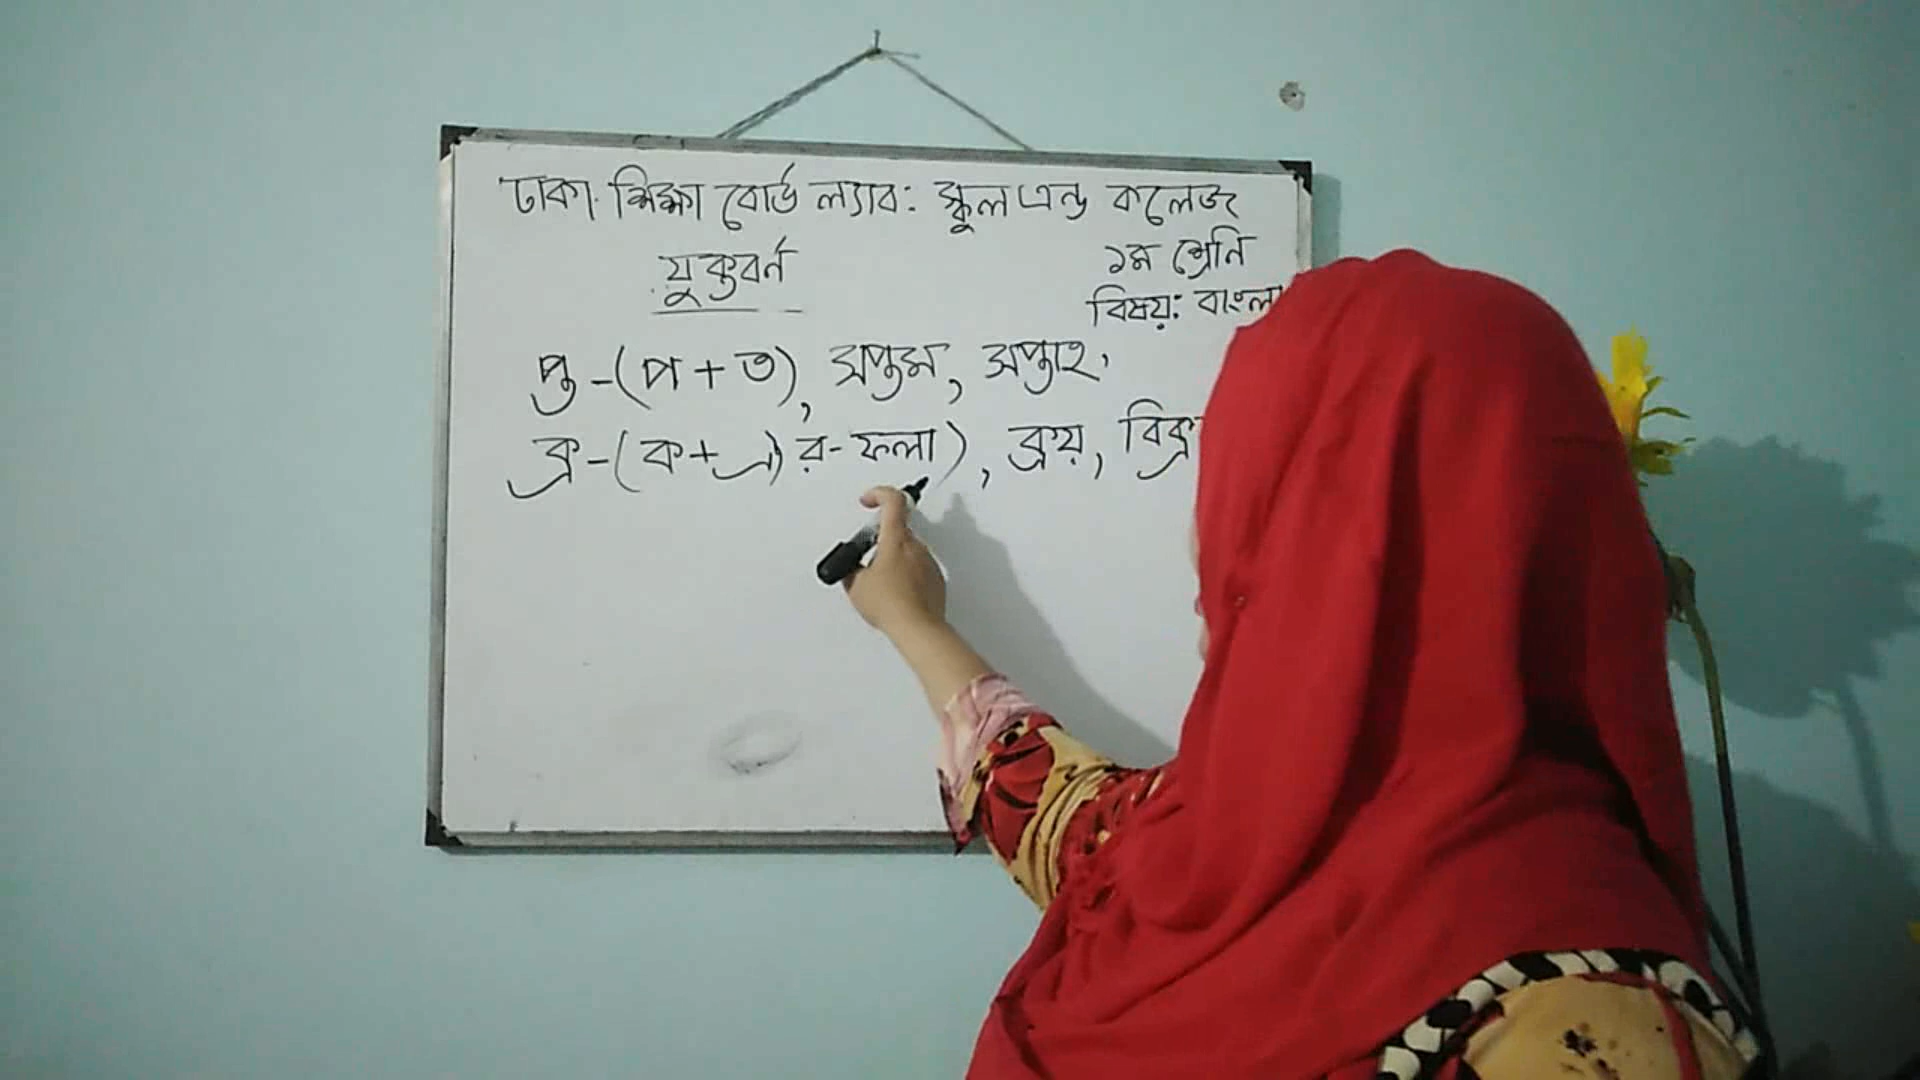 ঢাকা শিক্ষা বোর্ড ল্যাব: স্কুল এন্ড কলেজ
যুক্তবর্ন
১ম শ্রেনি
বিষয়: বাংলা
প্ত - (প + ত), সপ্তম, সপ্তাহ,
ক্র - (ক + ্র) র- ফলা), ক্রয়,